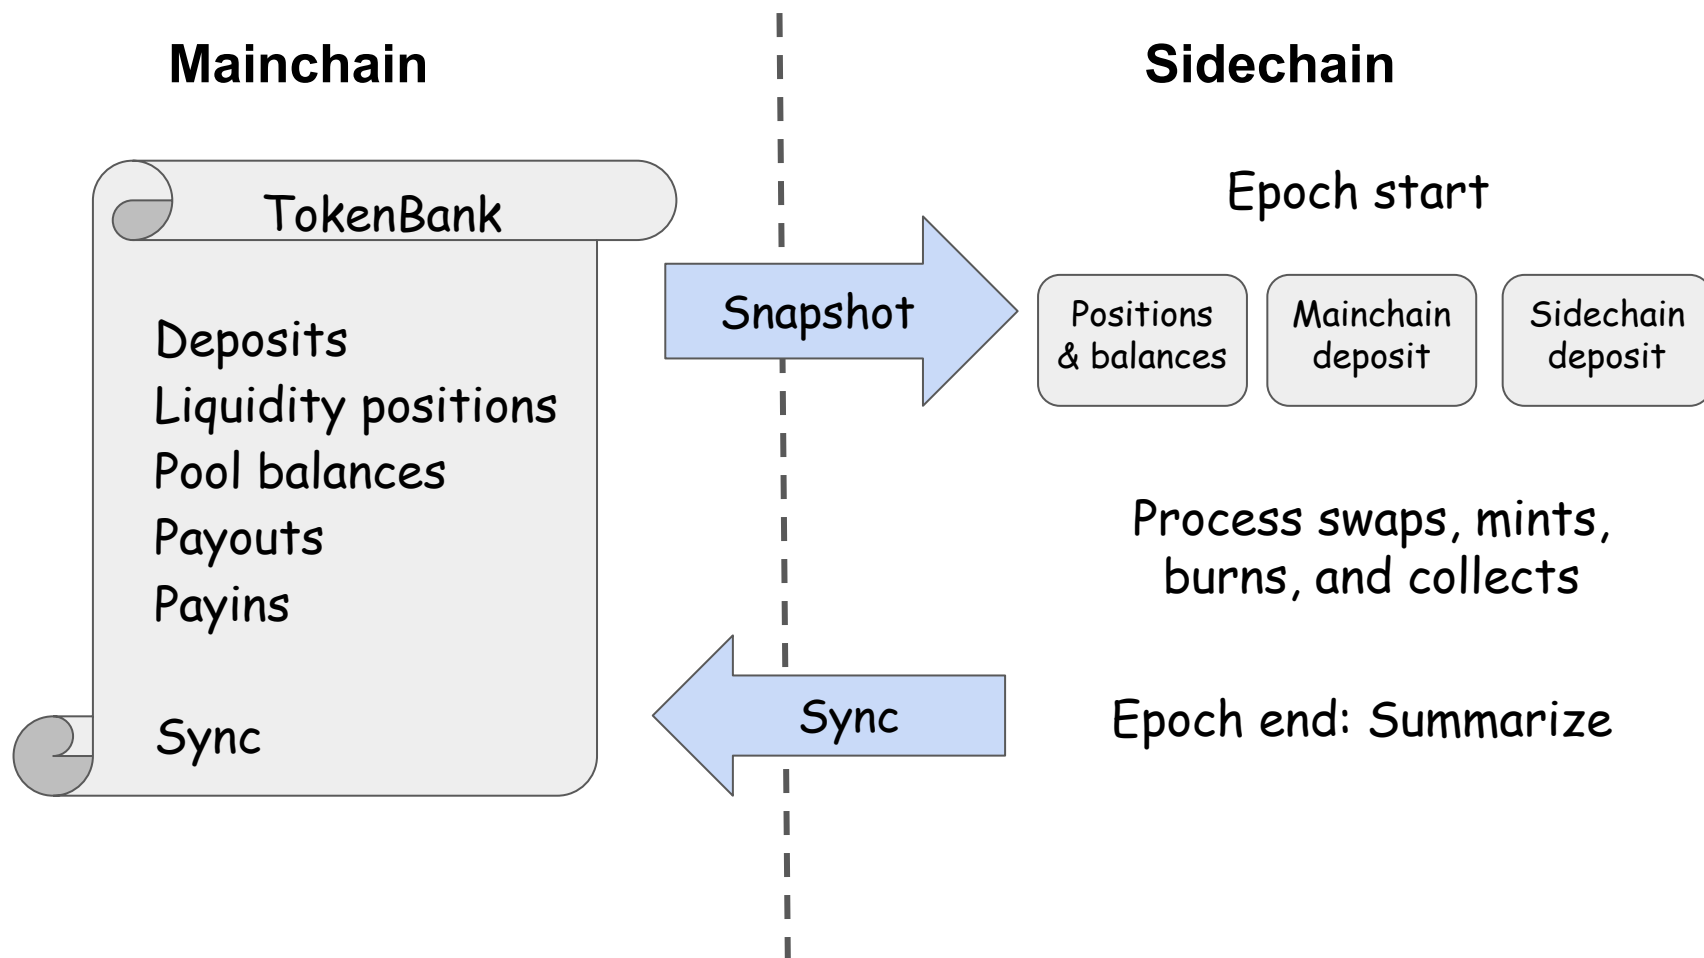 Mainchain
Sidechain
TokenBank
Deposits
Liquidity positions
Pool balances
Payouts
Payins
Sync
Snapshot
Sync
Epoch start
Positions
& balances
Mainchain
deposit
Sidechain
deposit
Process swaps, mints,
burns, and collects
Epoch end: Summarize